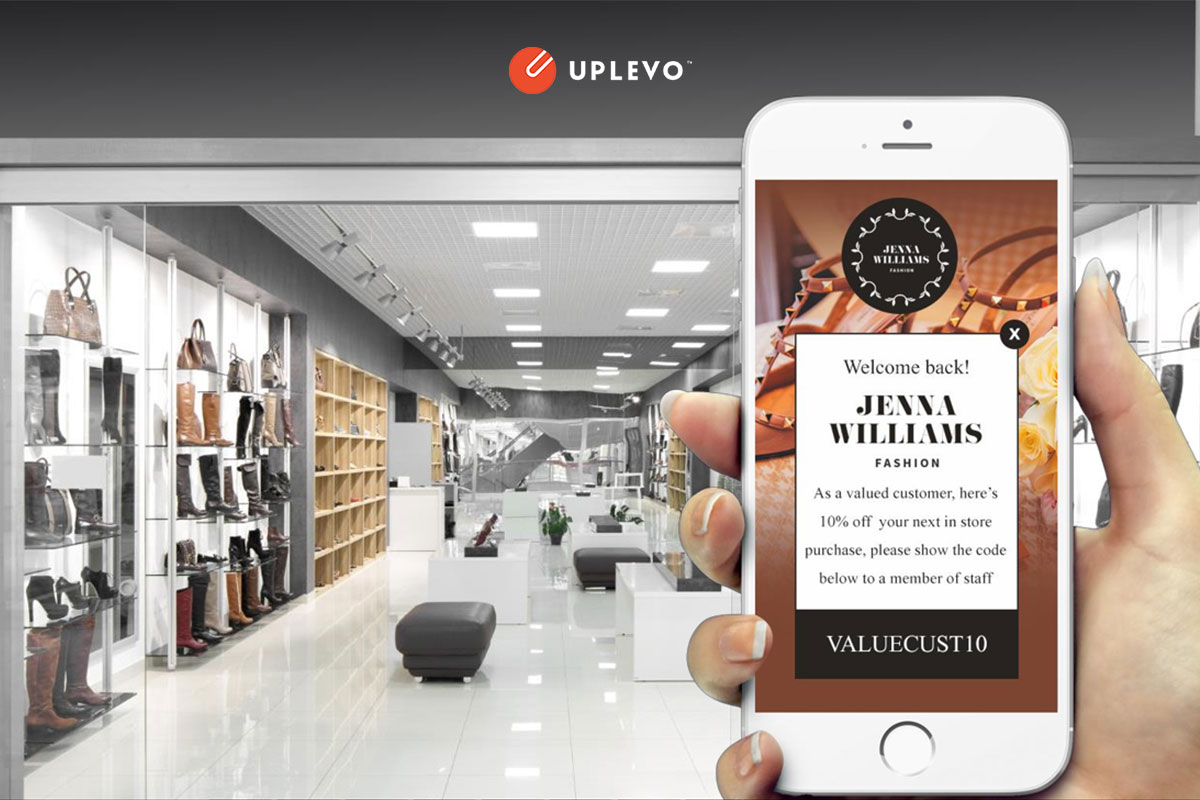 UPLEVO™
JENNA
WILLIAMS
FASHION
X
Welcome back!
JENNA
WILLIAMS
FASHION
As a valued customer, here's
10% off your next in store
purchase, please show the code
below to a member of staff
VALUECUST10